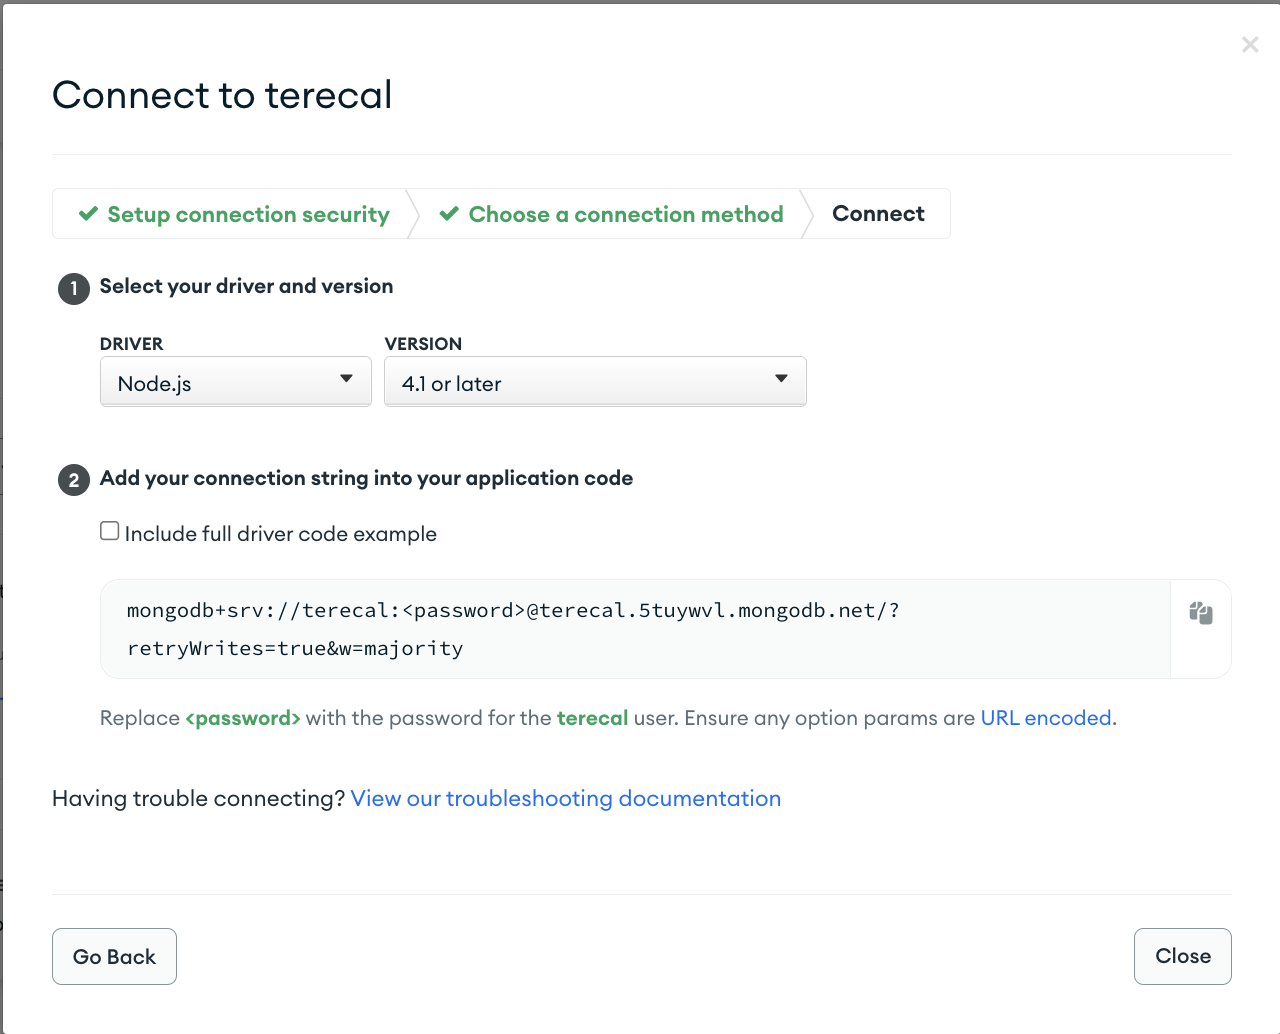 ×
Connect to terecal
Setup connection security
Choose a connection method
Connect
1 Select your driver and version
DRIVER
VERSION
Node.js
4.1 or later
2 Add your connection string into your application code
Include full driver code example
mongodb+srv://terecal:<password>@terecal.5tuywvl.mongodb.net/?
retryWrites=true&w=majority
Replace <password> with the password for the terecal user. Ensure any option params are URL encoded.
Having trouble connecting? View our troubleshooting documentation
Go Back
Close